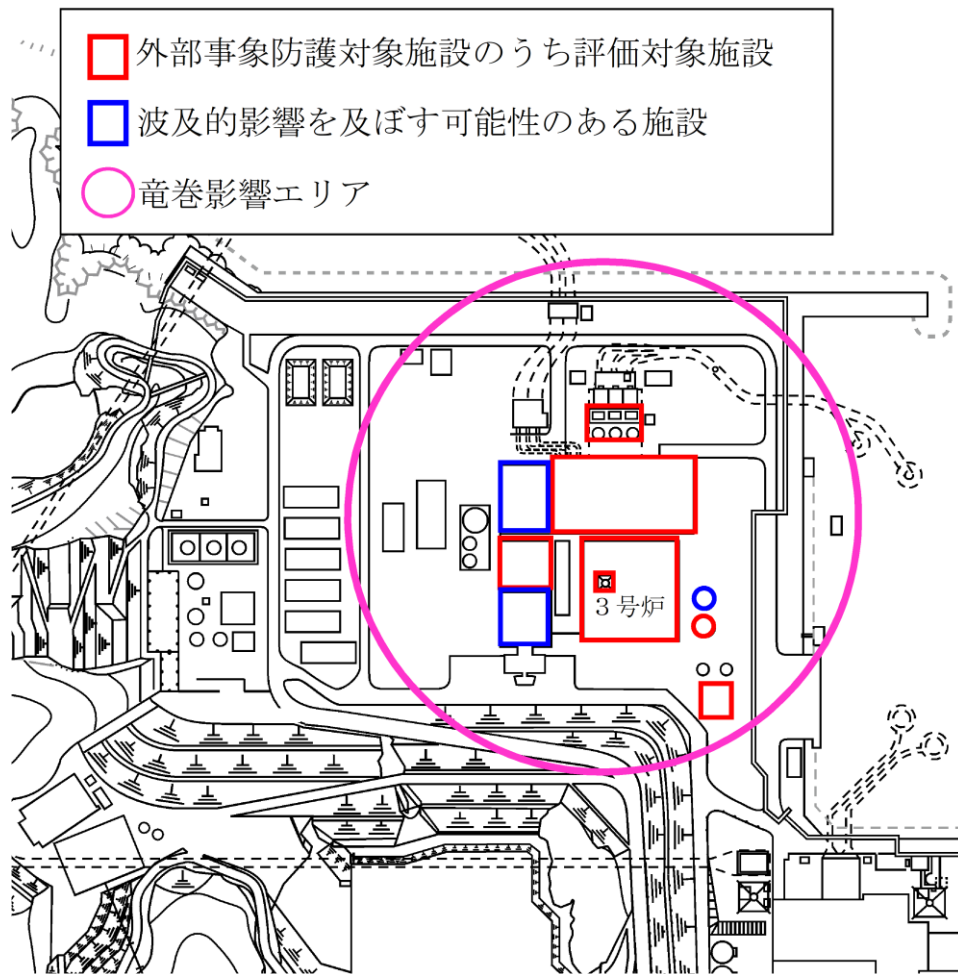 外部事象防護対象施設のうち評価対象施設
波及的影響を及ぼす可能性のある施設
竜巻影響エリア
3号炉